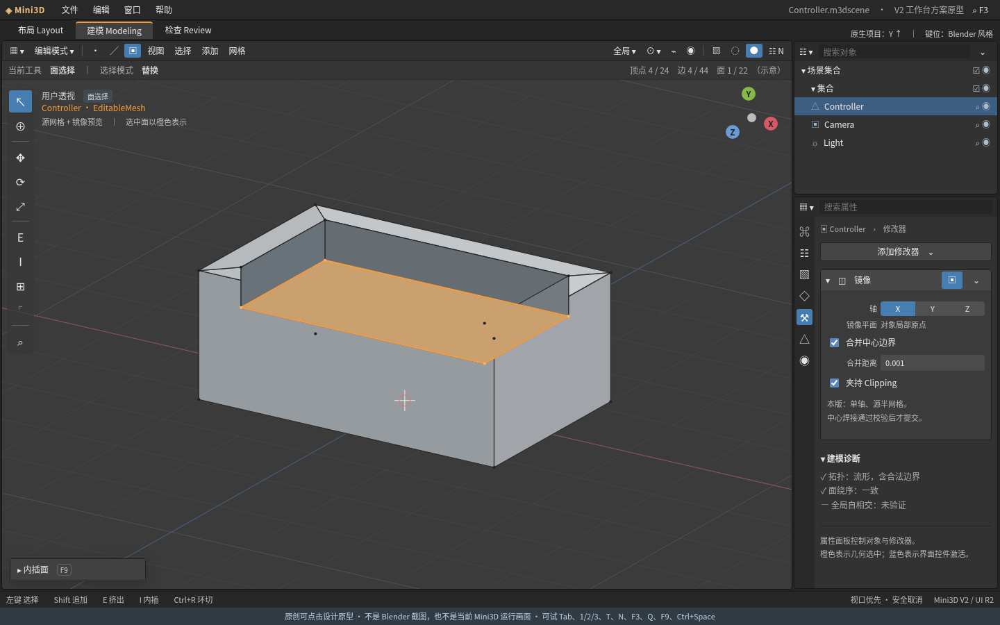 Mini3D 文件 编辑 窗口 帮助 Controller.m3dscene · V2 工作台方案原型 F3
布局 Layout 建模 Modeling 检查 Review 原生项目：Y ↑ | 键位：Blender 风格
编辑模式 视图 选择 添加 网格 全局 N
当前工具 面选择 | 选择模式 替换 顶点 4 / 24 边 4 / 44 面 1 / 22 （示意）
用户透视 面选择
Controller · EditableMesh
源网格 + 镜像预览 | 选中面以橙色表示
Y
X
Z
E
I
内插面 F9
搜索对象
场景集合
集合
Controller
Camera
Light
搜索属性
Controller › 修改器
添加修改器
镜像
轴 X Y Z
镜像平面 对象局部原点
合并中心边界
合并距离 0.001
夹持 Clipping
本版：单轴、源半网格。
中心焊接通过校验后才提交。
建模诊断
✓ 拓扑：流形，含合法边界
✓ 面绕序：一致
— 全局自相交：未验证
属性面板控制对象与修改器。
橙色表示几何选中；蓝色表示界面控件激活。
左键 选择 Shift 追加 E 挤出 I 内插 Ctrl+R 环切 视口优先 · 安全取消 Mini3D V2 / UI R2
原创可点击设计原型 · 不是 Blender 截图，也不是当前 Mini3D 运行画面 · 可试 Tab、1/2/3、T、N、F3、Q、F9、Ctrl+Space